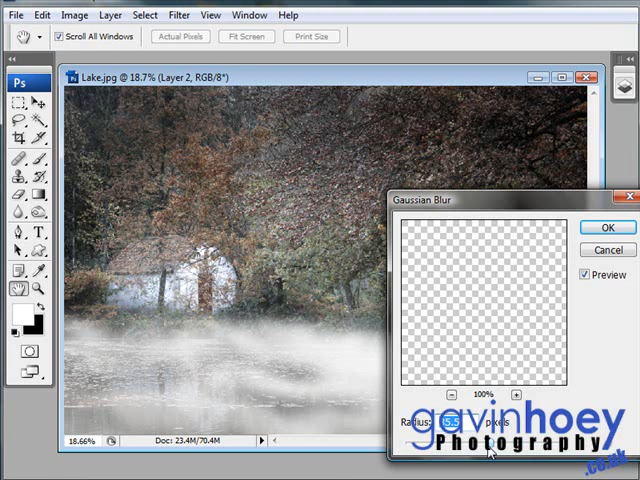 File Edit Image Layer Select Filter View Window Help
Scroll All Windows Actual Pixels Fit Screen Print Size
Ps
Lake.jpg @ 18.7% (Layer 2, RGB/8*)
Gaussian Blur
OK
Cancel
Preview
100%
Radius: pixels
gavinhoey
Photography
.co.uk
T
18.66% Doc: 23.4M/70.4M